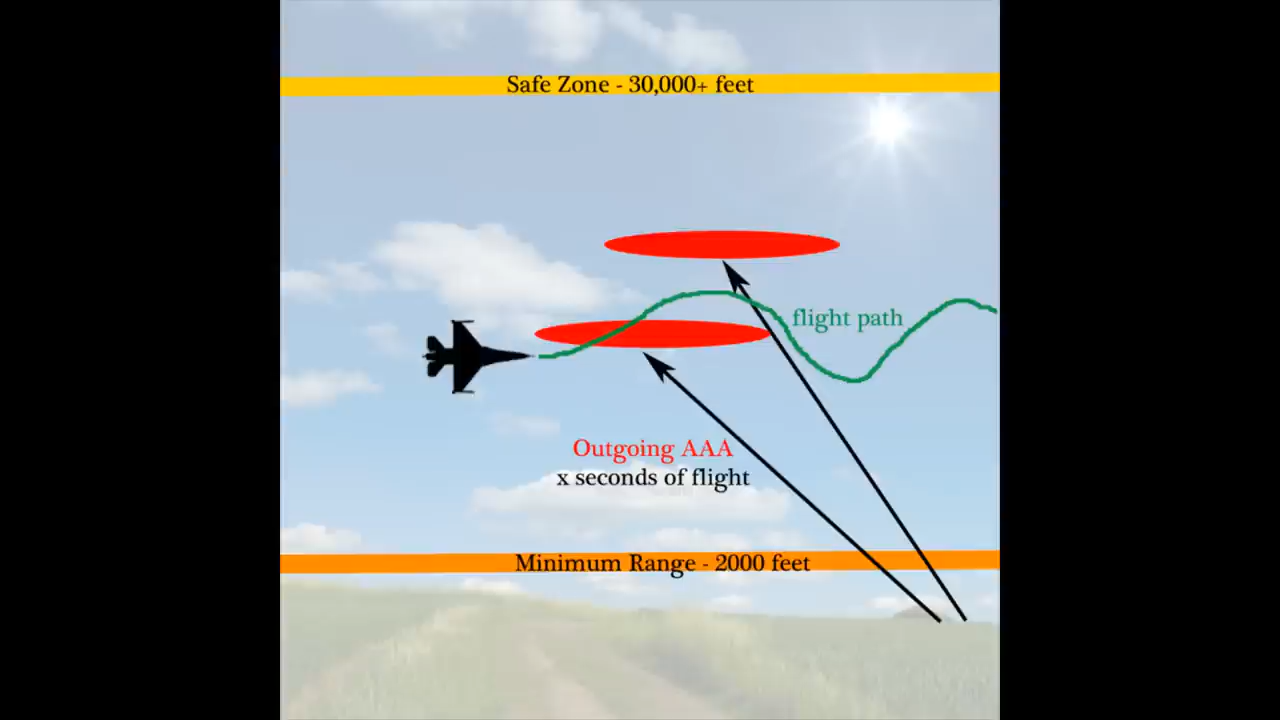 Safe Zone - 30,000+ feet
flight path
Outgoing AAA
x seconds of flight
Minimum Range - 2000 feet